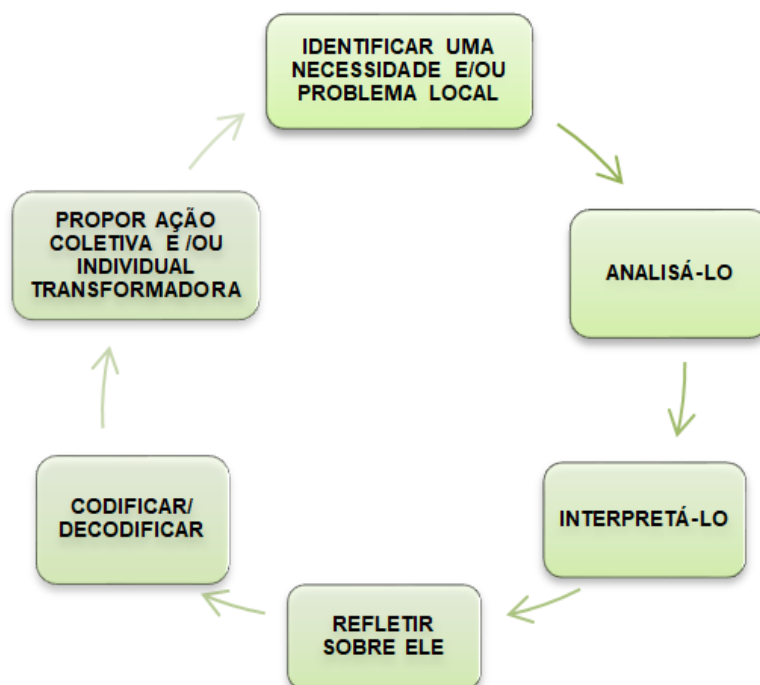 IDENTIFICAR UMA
NECESSIDADE E/OU
PROBLEMA LOCAL
ANALISÁ-LO
INTERPRETÁ-LO
REFLETIR
SOBRE ELE
CODIFICAR/
DECODIFICAR
PROPOR AÇÃO
COLETIVA E /OU
INDIVIDUAL
TRANSFORMADORA